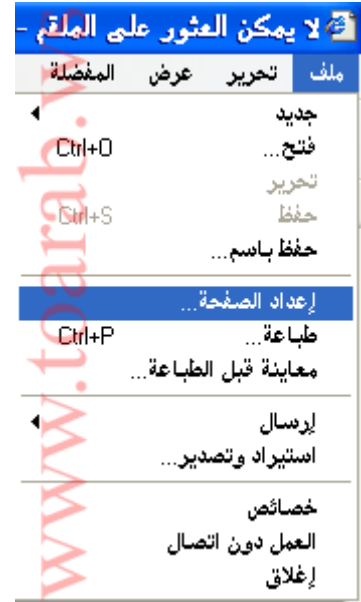 لا يمكن العثور على الملقم -
ملف تحرير عرض المفضلة
جديد
فتح... Ctrl+O
تحرير
حفظ Ctrl+S
حفظ باسم...
إعداد الصفحة...
طباعة... Ctrl+P
معاينة قبل الطباعة...
إرسال
استيراد وتصدير...
خصائص
العمل دون اتصال
إغلاق
www.toarab.ws